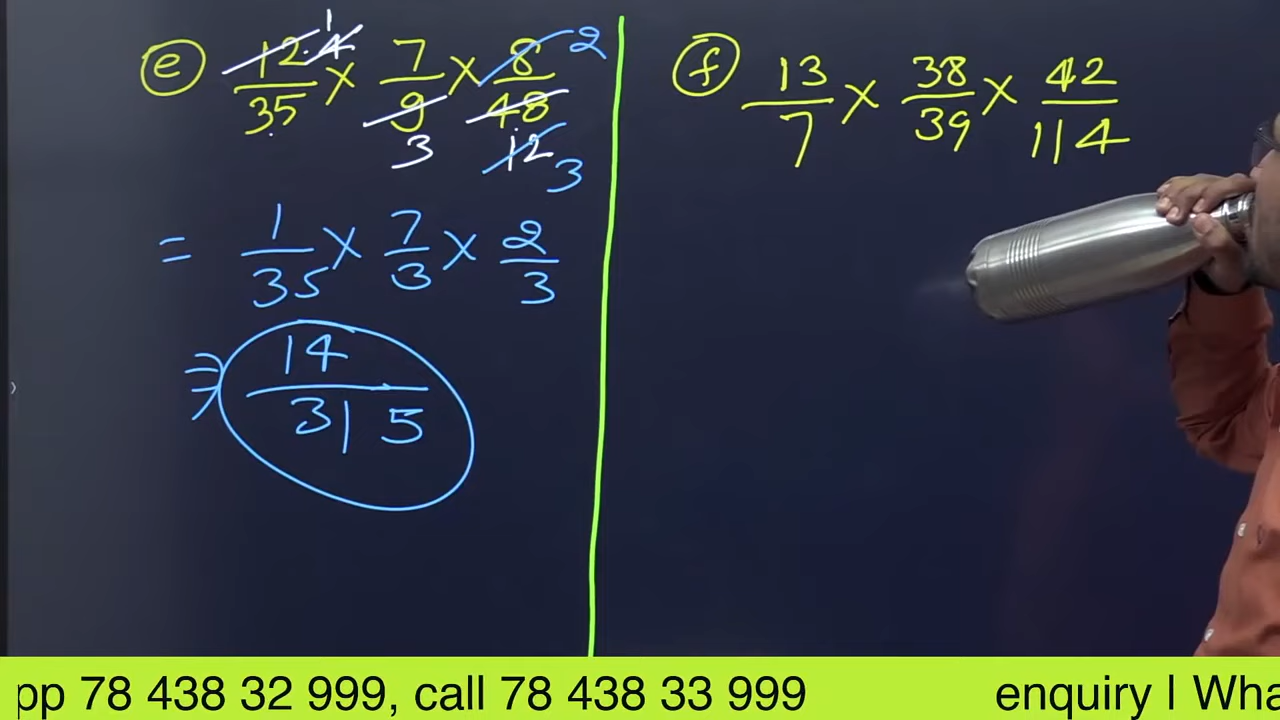 e 12/35 × 7/9 × 8/48
1 4 2
3 12 3
= 1/35 × 7/3 × 2/3
⇒ 14/315
f 13/7 × 38/39 × 42/114
pp 78 438 32 999, call 78 438 33 999 enquiry | Wha